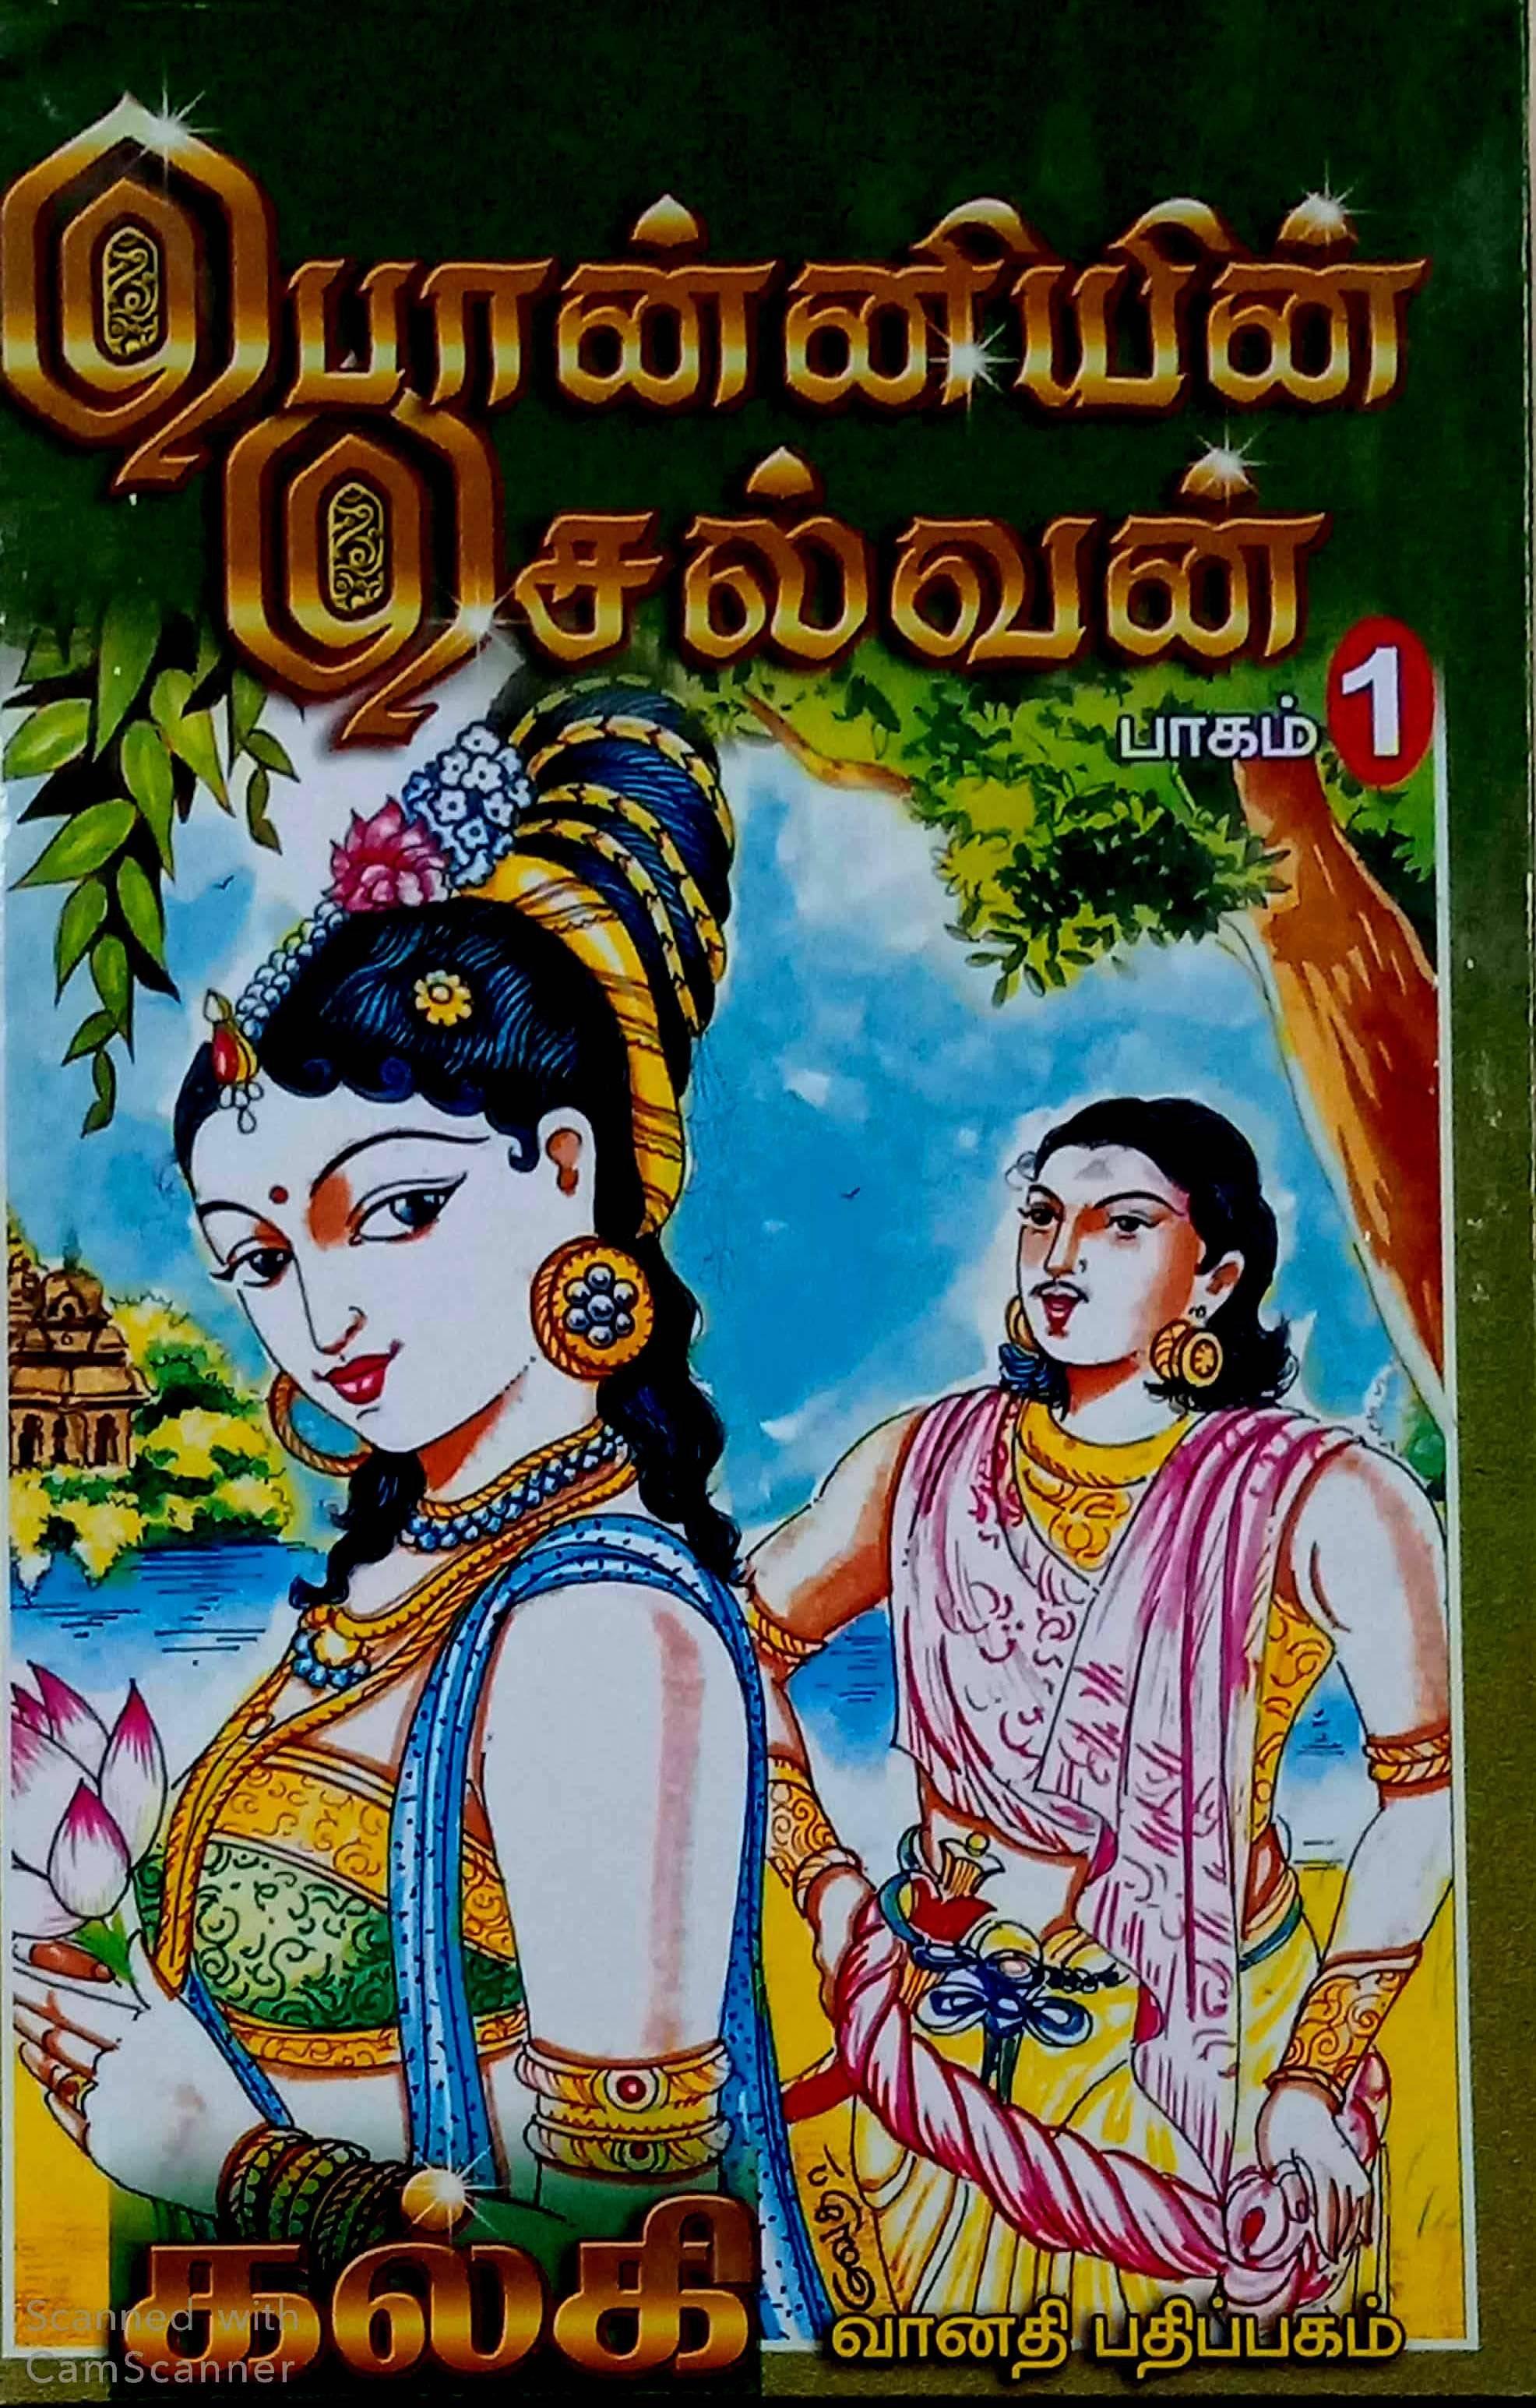 பொன்னியின்
செல்வன்
பாகம் 1
கல்கி
வானதி பதிப்பகம்
Scanned with
CamScanner